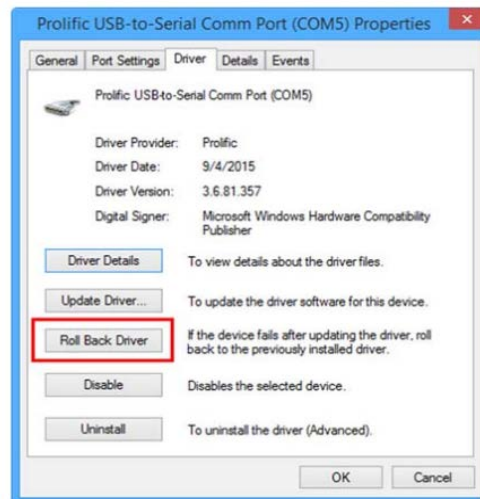 Prolific USB-to-Serial Comm Port (COM5) Properties
General Port Settings Driver Details Events
Prolific USB-to-Serial Comm Port (COM5)
Driver Provider: Prolific
Driver Date: 9/4/2015
Driver Version: 3.6.81.357
Digital Signer: Microsoft Windows Hardware Compatibility
Publisher
Driver Details To view details about the driver files.
Update Driver... To update the driver software for this device.
Roll Back Driver If the device fails after updating the driver, roll
back to the previously installed driver.
Disable Disables the selected device.
Uninstall To uninstall the driver (Advanced).
OK Cancel